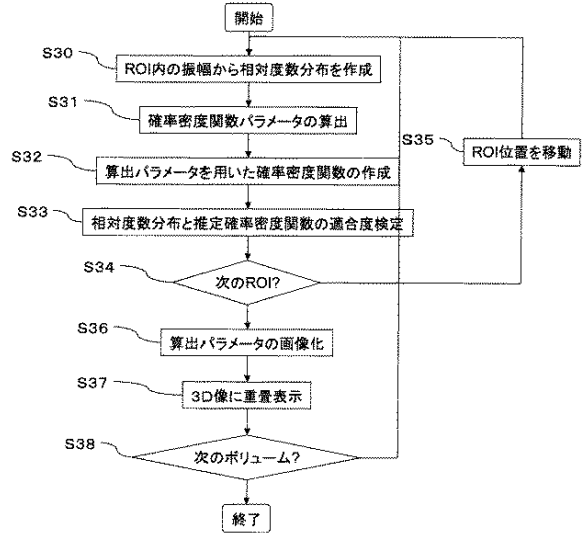 開始
S30
ROI内の振幅から相対度数分布を作成
S31
確率密度関数パラメータの算出
S32
算出パラメータを用いた確率密度関数の作成
S33
相対度数分布と推定確率密度関数の適合度検定
S34
次のROI?
S35
ROI位置を移動
S36
算出パラメータの画像化
S37
3D像に重畳表示
S38
次のボリューム?
終了